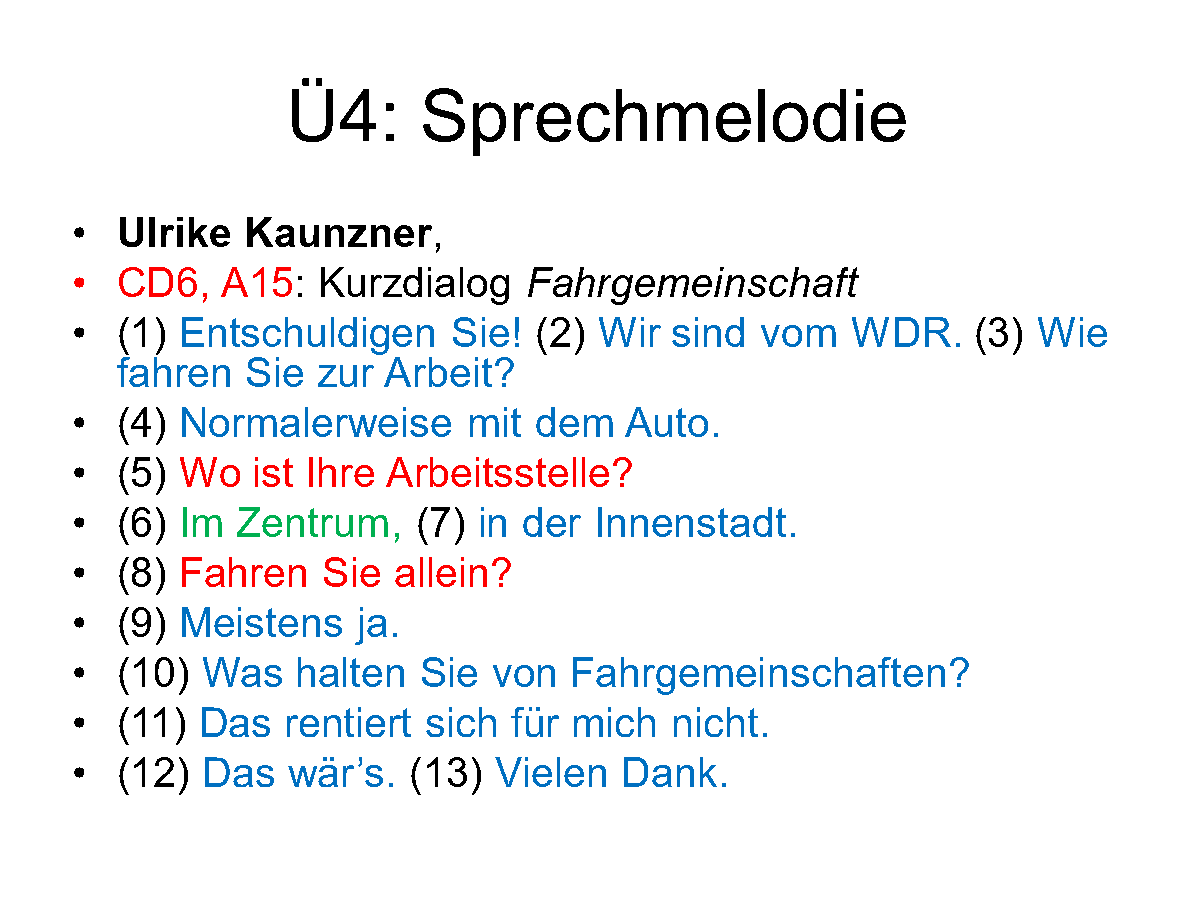 Ü4: Sprechmelodie
• Ulrike Kaunzner,
• CD6, A15: Kurzdialog Fahrgemeinschaft
• (1) Entschuldigen Sie! (2) Wir sind vom WDR. (3) Wie
fahren Sie zur Arbeit?
• (4) Normalerweise mit dem Auto.
• (5) Wo ist Ihre Arbeitsstelle?
• (6) Im Zentrum, (7) in der Innenstadt.
• (8) Fahren Sie allein?
• (9) Meistens ja.
• (10) Was halten Sie von Fahrgemeinschaften?
• (11) Das rentiert sich für mich nicht.
• (12) Das wär’s. (13) Vielen Dank.